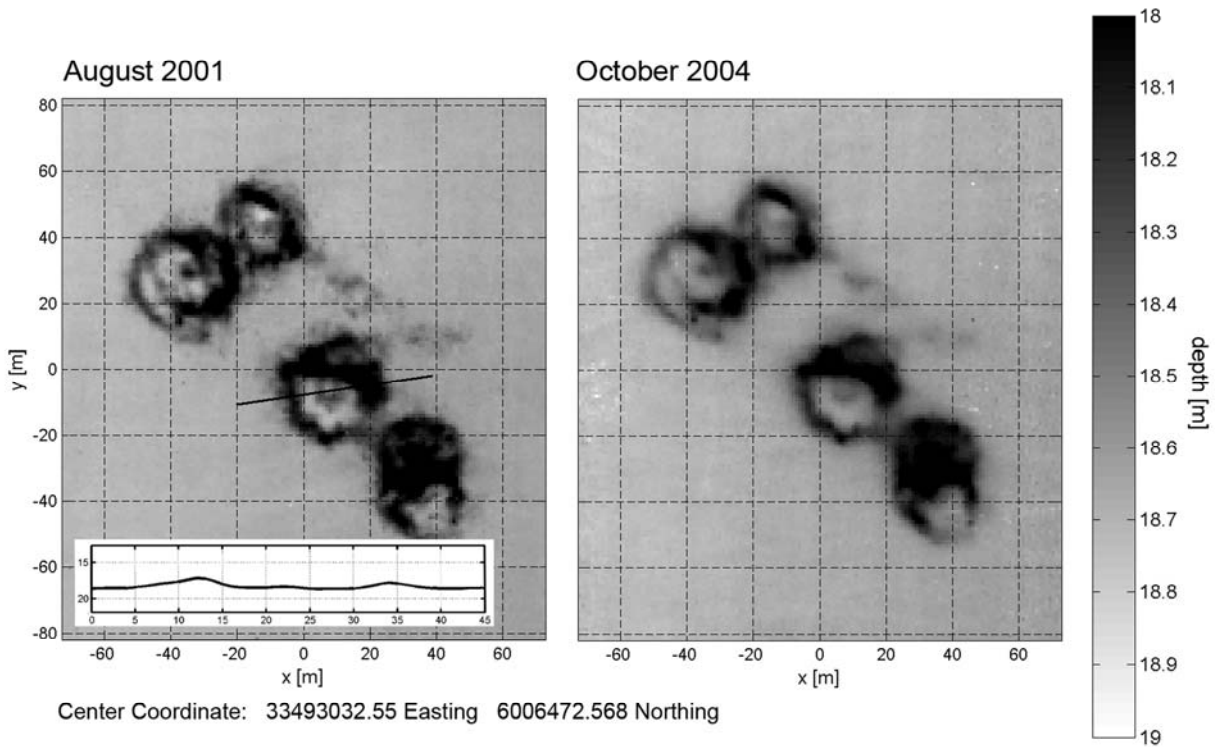 August 2001
October 2004
80
60
40
20
0
-20
-40
-60
-80
y [m]
15
20
0 5 10 15 20 25 30 35 40 45
-60 -40 -20 0 20 40 60
x [m]
-60 -40 -20 0 20 40 60
x [m]
18
18.1
18.2
18.3
18.4
18.5
18.6
18.7
18.8
18.9
19
depth [m]
Center Coordinate: 33493032.55 Easting 6006472.568 Northing